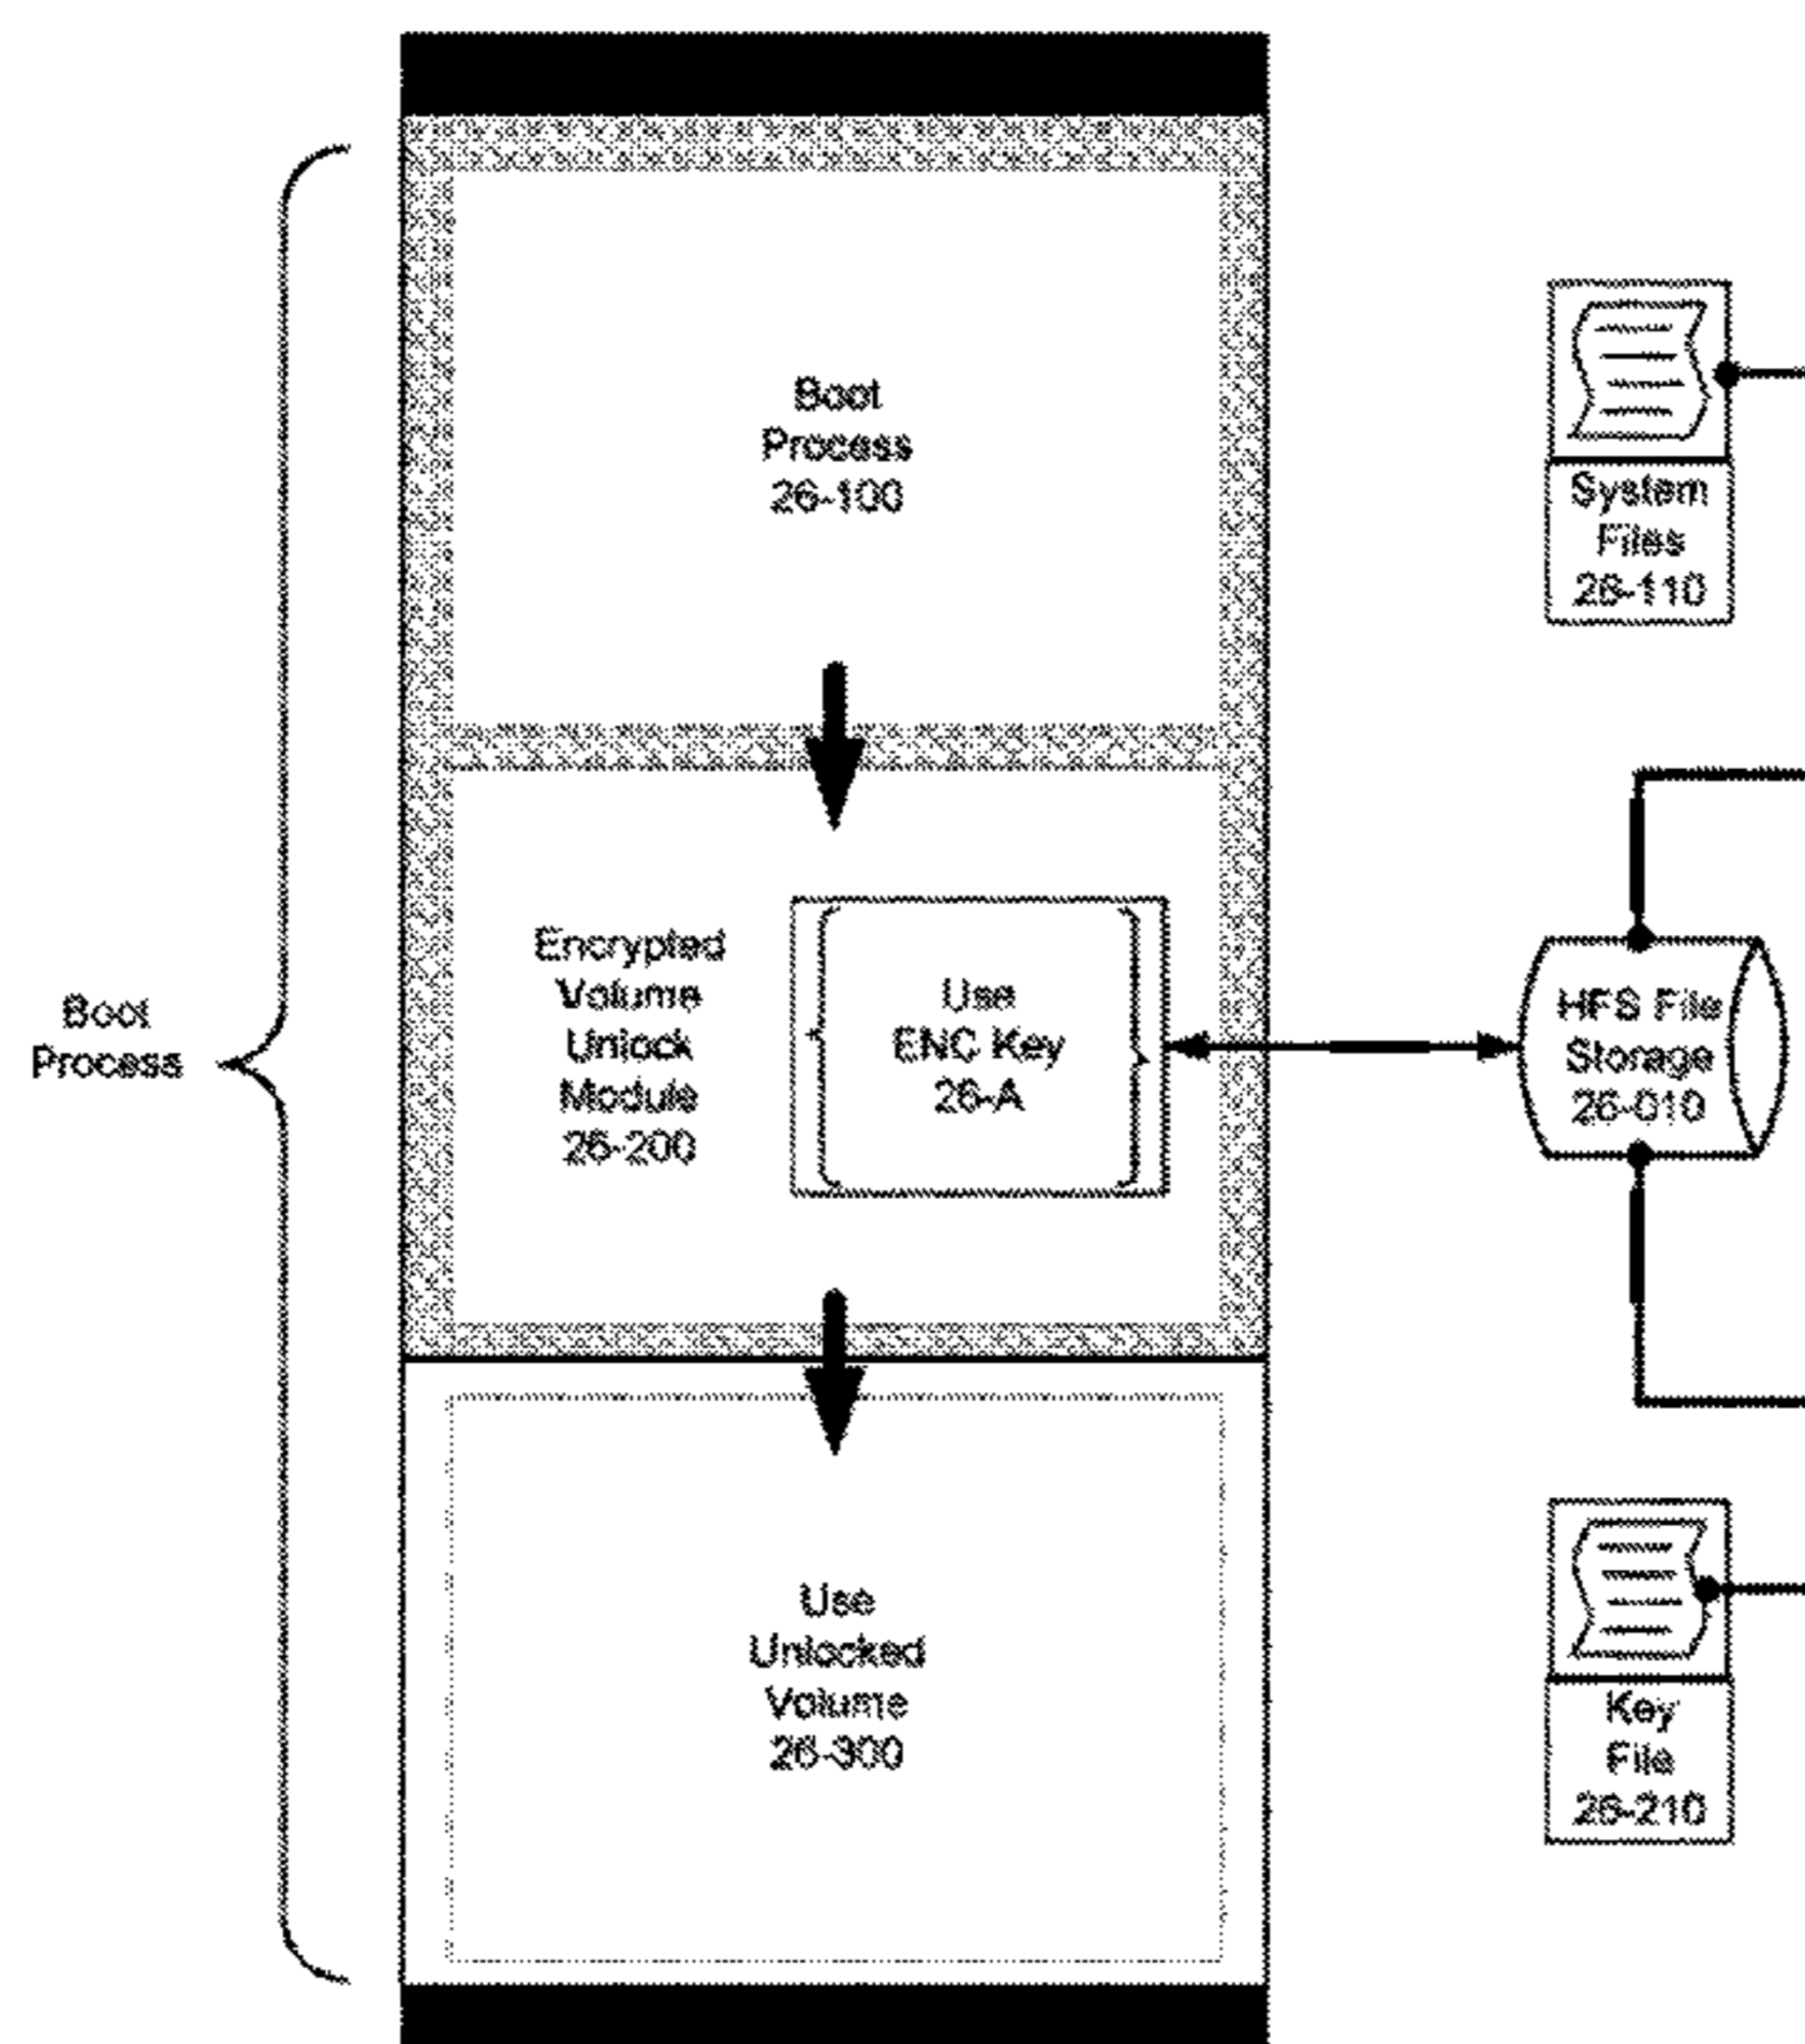 Boot
Process
Boot
Process
26-100
Encrypted
Volume
Unlock
Module
26-200
Use
ENC Key
26-A
Use
Unlocked
Volume
26-300
System
Files
26-110
HFS File
Storage
26-010
Key
File
26-210